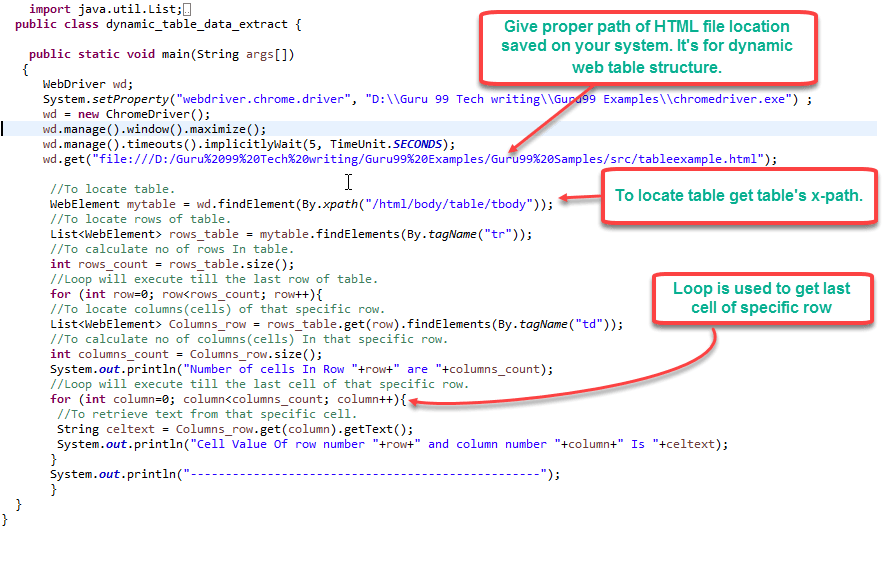 import java.util.List;
public class dynamic_table_data_extract {
Give proper path of HTML file location
saved on your system. It's for dynamic
web table structure.
public static void main(String args[])
{
WebDriver wd;
System.setProperty("webdriver.chrome.driver", "D:\\Guru 99 Tech writing\\Guru99 Examples\\chromedriver.exe") ;
wd = new ChromeDriver();
wd.manage().window().maximize();
wd.manage().timeouts().implicitlyWait(5, TimeUnit.SECONDS);
wd.get("file:///D:/Guru%2099%20Tech%20writing/Guru99%20Examples/Guru99%20Samples/src/tableexample.html");
//To locate table.
WebElement mytable = wd.findElement(By.xpath("/html/body/table/tbody"));
To locate table get table's x-path.
//To locate rows of table.
List<WebElement> rows_table = mytable.findElements(By.tagName("tr"));
//To calculate no of rows In table.
int rows_count = rows_table.size();
//Loop will execute till the last row of table.
for (int row=0; row<rows_count; row++){
Loop is used to get last
cell of specific row
//To locate columns(cells) of that specific row.
List<WebElement> Columns_row = rows_table.get(row).findElements(By.tagName("td"));
//To calculate no of columns(cells) In that specific row.
int columns_count = Columns_row.size();
System.out.println("Number of cells In Row "+row+" are "+columns_count);
//Loop will execute till the last cell of that specific row.
for (int column=0; column<columns_count; column++){
//To retrieve text from that specific cell.
String celtext = Columns_row.get(column).getText();
System.out.println("Cell Value Of row number "+row+" and column number "+column+" Is "+celtext);
}
System.out.println("--------------------------------------------------");
}
}
}